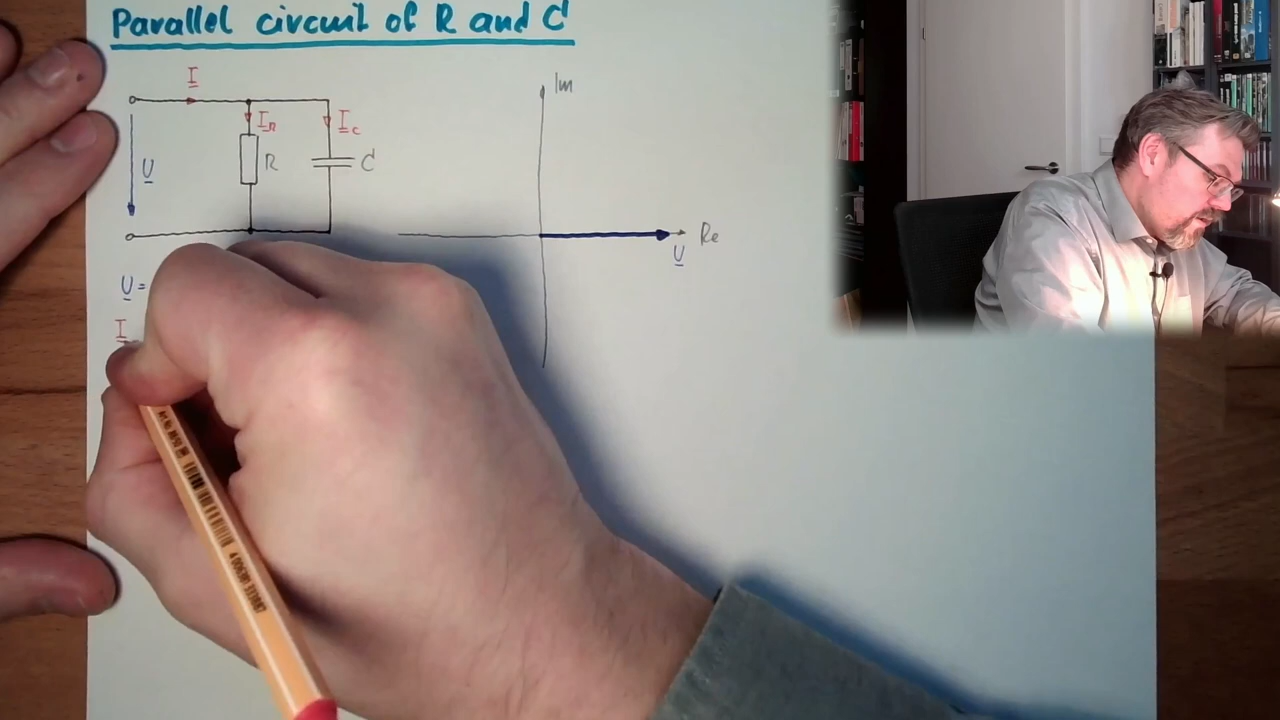 Parallel circuit of R and C
I
I_R
I_C
R
C
U
Im
Re
U
U =
I